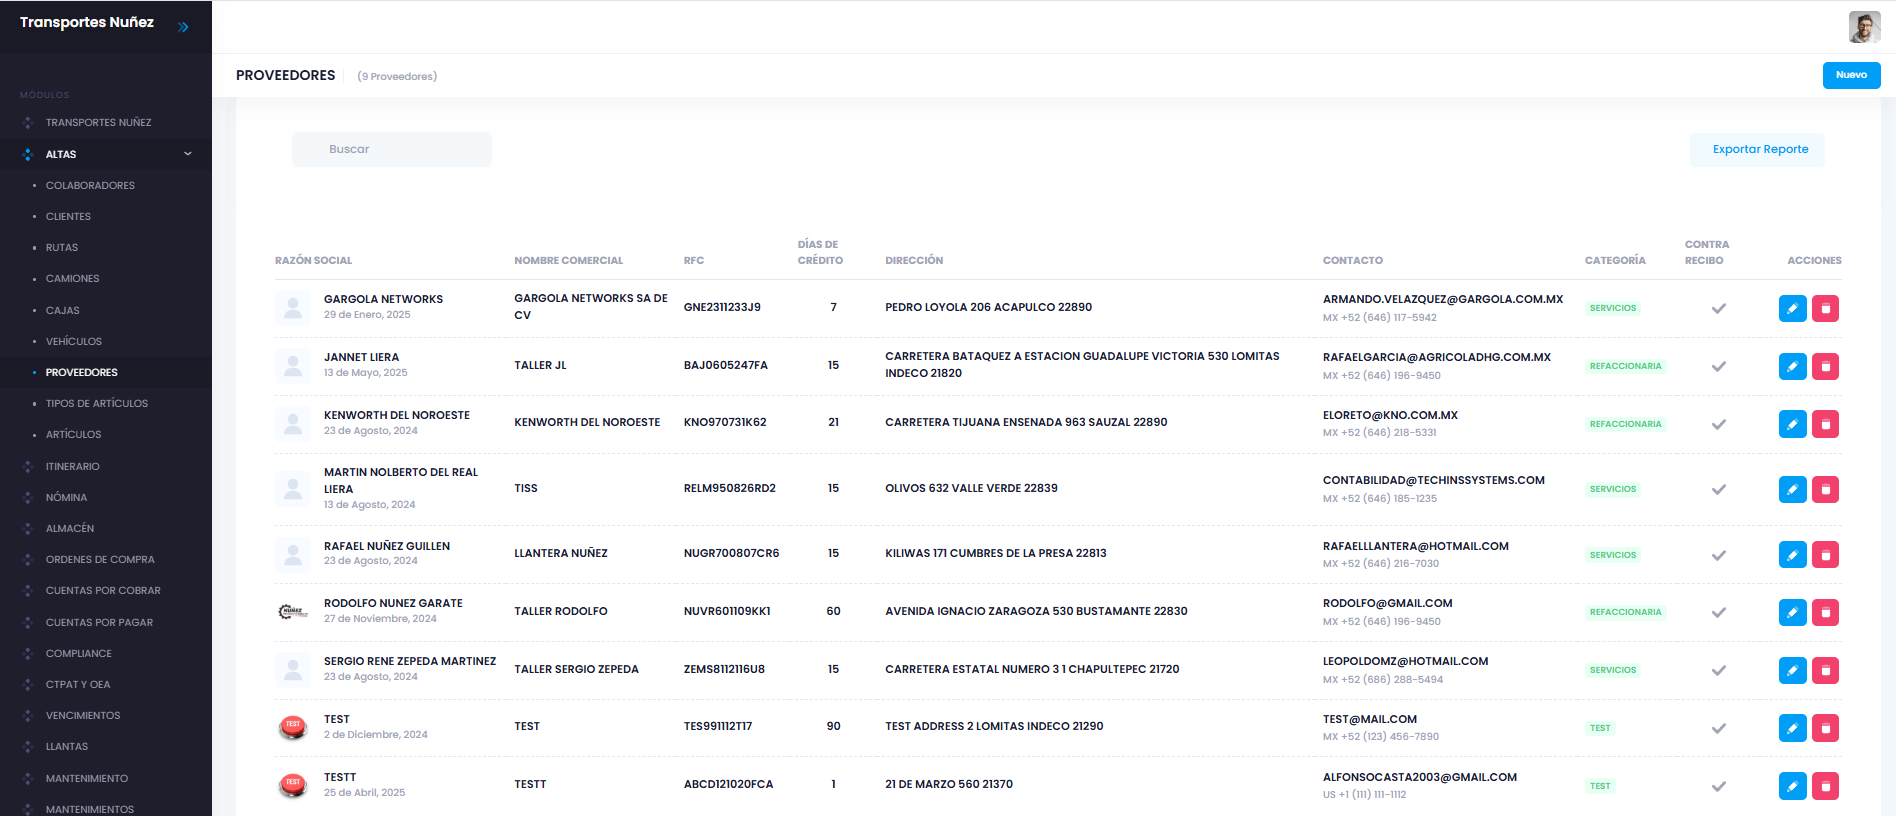 Transportes Nuñez
MÓDULOS
TRANSPORTES NUÑEZ
ALTAS
COLABORADORES
CLIENTES
RUTAS
CAMIONES
CAJAS
VEHÍCULOS
PROVEEDORES
TIPOS DE ARTÍCULOS
ARTÍCULOS
ITINERARIO
NÓMINA
ALMACÉN
ORDENES DE COMPRA
CUENTAS POR COBRAR
CUENTAS POR PAGAR
COMPLIANCE
CTPAT Y OEA
VENCIMIENTOS
LLANTAS
MANTENIMIENTO
MANTENIMIENTOS
PROVEEDORES (9 Proveedores) Nuevo
Buscar Exportar Reporte
RAZÓN SOCIAL NOMBRE COMERCIAL RFC DÍAS DE CRÉDITO DIRECCIÓN CONTACTO CATEGORÍA CONTRA RECIBO ACCIONES
GARGOLA NETWORKS
29 de Enero, 2025
GARGOLA NETWORKS SA DE
CV
GNE2311233J9
7
PEDRO LOYOLA 206 ACAPULCO 22890
ARMANDO.VELAZQUEZ@GARGOLA.COM.MX
MX +52 (646) 117-5942
SERVICIOS
JANNET LIERA
13 de Mayo, 2025
TALLER JL
BAJ0605247FA
15
CARRETERA BATAQUEZ A ESTACION GUADALUPE VICTORIA 530 LOMITAS
INDECO 21820
RAFAELGARCIA@AGRICOLADHG.COM.MX
MX +52 (646) 196-9450
REFACCIONARIA
KENWORTH DEL NOROESTE
23 de Agosto, 2024
KENWORTH DEL NOROESTE
KNO970731K62
21
CARRETERA TIJUANA ENSENADA 963 SAUZAL 22890
ELORETO@KNO.COM.MX
MX +52 (646) 218-5331
REFACCIONARIA
MARTIN NOLBERTO DEL REAL
LIERA
13 de Agosto, 2024
TISS
RELM950826RD2
15
OLIVOS 632 VALLE VERDE 22839
CONTABILIDAD@TECHINSSYSTEMS.COM
MX +52 (646) 185-1235
SERVICIOS
RAFAEL NUÑEZ GUILLEN
23 de Agosto, 2024
LLANTERA NUÑEZ
NUGR700807CR6
15
KILIWAS 171 CUMBRES DE LA PRESA 22813
RAFAELLLANTERA@HOTMAIL.COM
MX +52 (646) 216-7030
SERVICIOS
NUÑEZ
RODOLFO NUNEZ GARATE
27 de Noviembre, 2024
TALLER RODOLFO
NUVR601109KK1
60
AVENIDA IGNACIO ZARAGOZA 530 BUSTAMANTE 22830
RODOLFO@GMAIL.COM
MX +52 (646) 196-9450
REFACCIONARIA
SERGIO RENE ZEPEDA MARTINEZ
23 de Agosto, 2024
TALLER SERGIO ZEPEDA
ZEMS8112116U8
15
CARRETERA ESTATAL NUMERO 3 1 CHAPULTEPEC 21720
LEOPOLDOMZ@HOTMAIL.COM
MX +52 (686) 288-5494
SERVICIOS
TEST
TEST
2 de Diciembre, 2024
TEST
TES991112T17
90
TEST ADDRESS 2 LOMITAS INDECO 21290
TEST@MAIL.COM
MX +52 (123) 456-7890
TEST
TEST
TESTT
25 de Abril, 2025
TESTT
ABCD121020FCA
1
21 DE MARZO 560 21370
ALFONSOCASTA2003@GMAIL.COM
US +1 (111) 111-1112
TEST